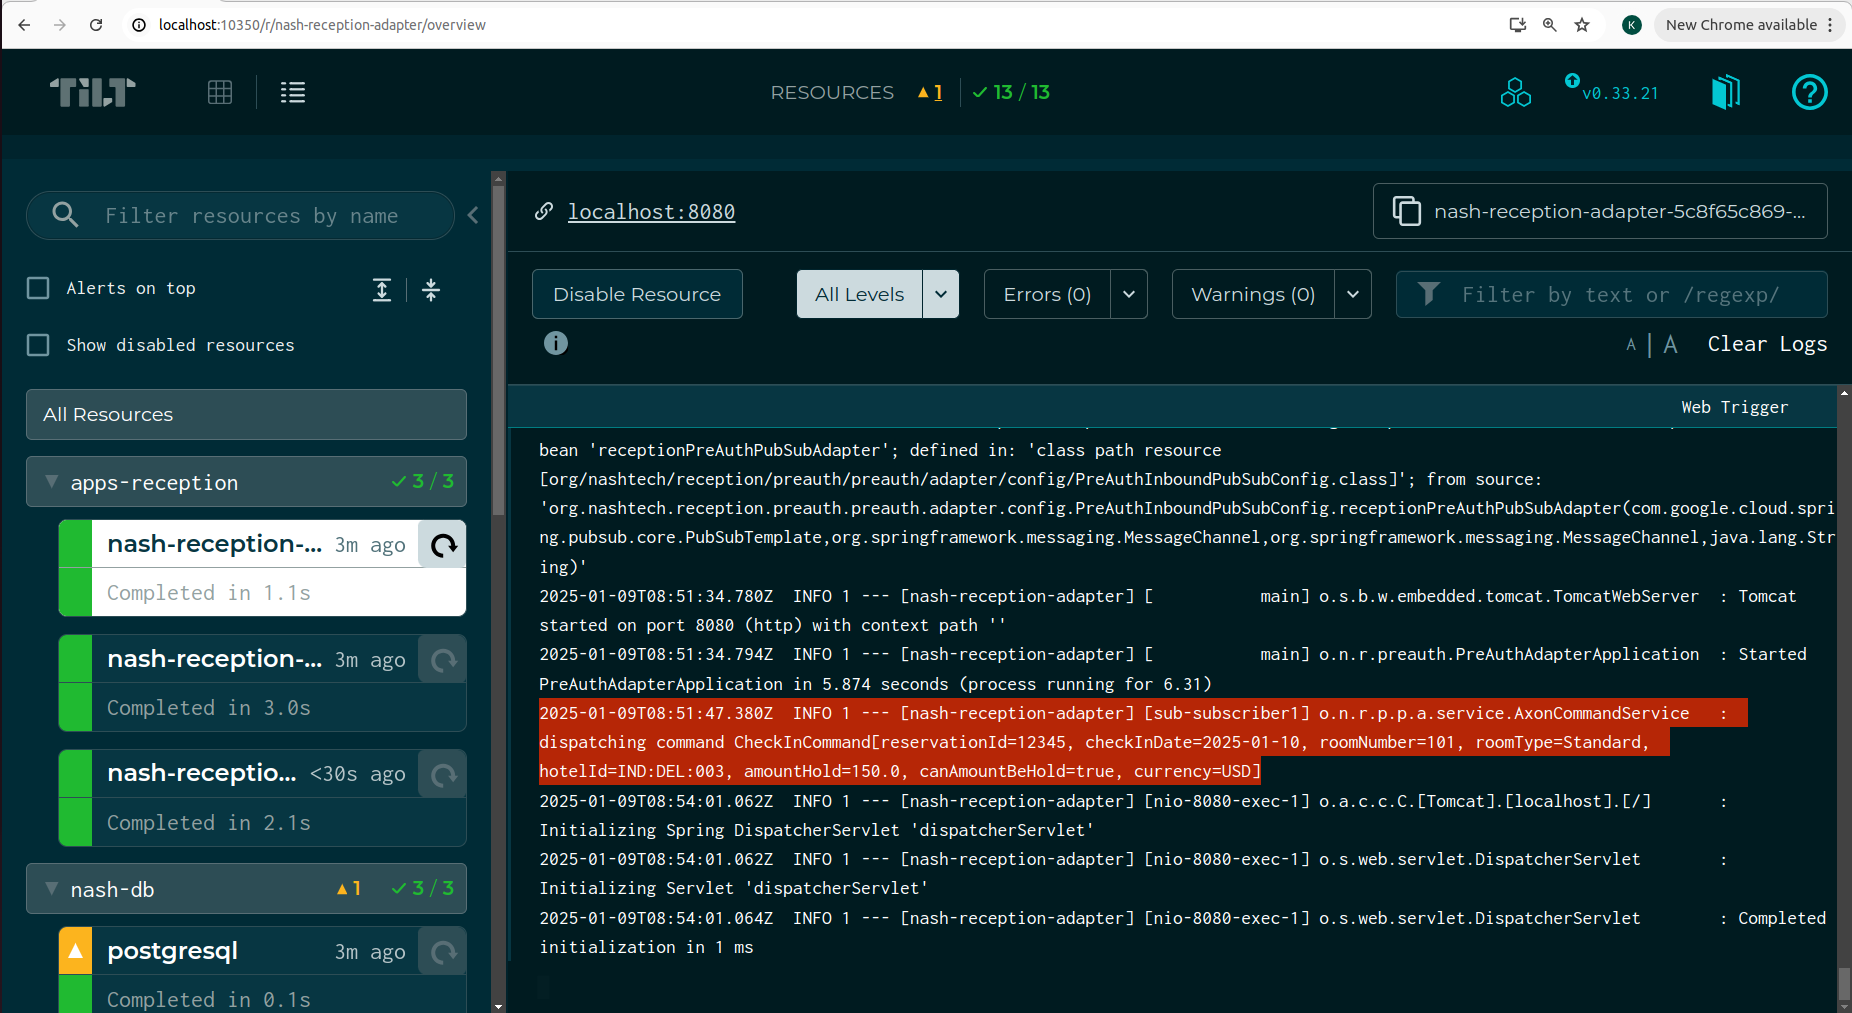 localhost:10350/r/nash-reception-adapter/overview
K
New Chrome available
TiLT
RESOURCES ▲1 ✓ 13 / 13
v0.33.21
?
Filter resources by name
Alerts on top
Show disabled resources
All Resources
apps-reception ✓ 3 / 3
nash-reception-... 3m ago
Completed in 1.1s
nash-reception-... 3m ago
Completed in 3.0s
nash-receptio... <30s ago
Completed in 2.1s
nash-db ▲1 ✓ 3 / 3
postgresql 3m ago
Completed in 0.1s
localhost:8080
nash-reception-adapter-5c8f65c869-...
Disable Resource
All Levels
Errors (0)
Warnings (0)
Filter by text or /regexp/
i
A | A
Clear Logs
Web Trigger
bean 'receptionPreAuthPubSubAdapter'; defined in: 'class path resource
[org/nashtech/reception/preauth/preauth/adapter/config/PreAuthInboundPubSubConfig.class]'; from source:
'org.nashtech.reception.preauth.preauth.adapter.config.PreAuthInboundPubSubConfig.receptionPreAuthPubSubAdapter(com.google.cloud.spri
ng.pubsub.core.PubSubTemplate,org.springframework.messaging.MessageChannel,org.springframework.messaging.MessageChannel,java.lang.Str
ing)'
2025-01-09T08:51:34.780Z  INFO 1 --- [nash-reception-adapter] [           main] o.s.b.w.embedded.tomcat.TomcatWebServer  : Tomcat
started on port 8080 (http) with context path ''
2025-01-09T08:51:34.794Z  INFO 1 --- [nash-reception-adapter] [           main] o.n.r.preauth.PreAuthAdapterApplication  : Started
PreAuthAdapterApplication in 5.874 seconds (process running for 6.31)
2025-01-09T08:51:47.380Z  INFO 1 --- [nash-reception-adapter] [sub-subscriber1] o.n.r.p.p.a.service.AxonCommandService   :
dispatching command CheckInCommand[reservationId=12345, checkInDate=2025-01-10, roomNumber=101, roomType=Standard,
hotelId=IND:DEL:003, amountHold=150.0, canAmountBeHold=true, currency=USD]
2025-01-09T08:54:01.062Z  INFO 1 --- [nash-reception-adapter] [nio-8080-exec-1] o.a.c.c.C.[Tomcat].[localhost].[/]       :
Initializing Spring DispatcherServlet 'dispatcherServlet'
2025-01-09T08:54:01.062Z  INFO 1 --- [nash-reception-adapter] [nio-8080-exec-1] o.s.web.servlet.DispatcherServlet        :
Initializing Servlet 'dispatcherServlet'
2025-01-09T08:54:01.064Z  INFO 1 --- [nash-reception-adapter] [nio-8080-exec-1] o.s.web.servlet.DispatcherServlet        : Completed
initialization in 1 ms